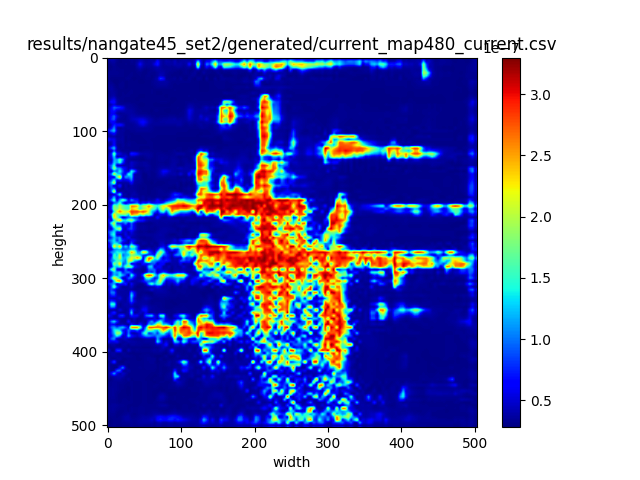 results/nangate45_set2/generated/current_map480_current.csv
1e−7
0
100
200
300
400
500
height
0 100 200 300 400 500
width
3.0
2.5
2.0
1.5
1.0
0.5